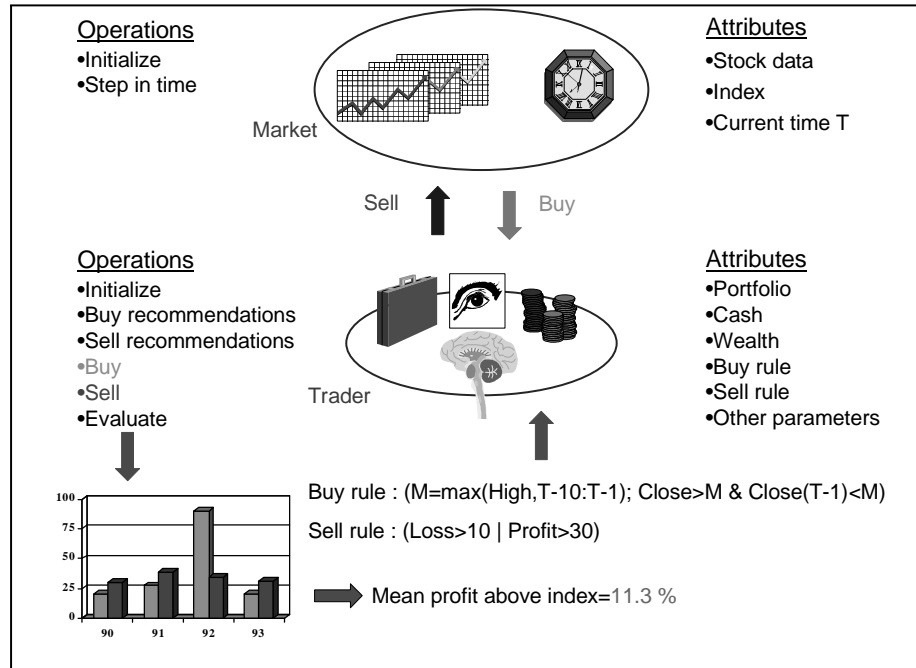 Operations
•Initialize
•Step in time
Market
Attributes
•Stock data
•Index
•Current time T
Sell
Buy
Operations
•Initialize
•Buy recommendations
•Sell recommendations
•Buy
•Sell
•Evaluate
Trader
Attributes
•Portfolio
•Cash
•Wealth
•Buy rule
•Sell rule
•Other parameters
Buy rule : (M=max(High,T-10:T-1); Close>M & Close(T-1)<M)
Sell rule : (Loss>10 | Profit>30)
Mean profit above index=11.3 %
100
75
50
25
0
90 91 92 93